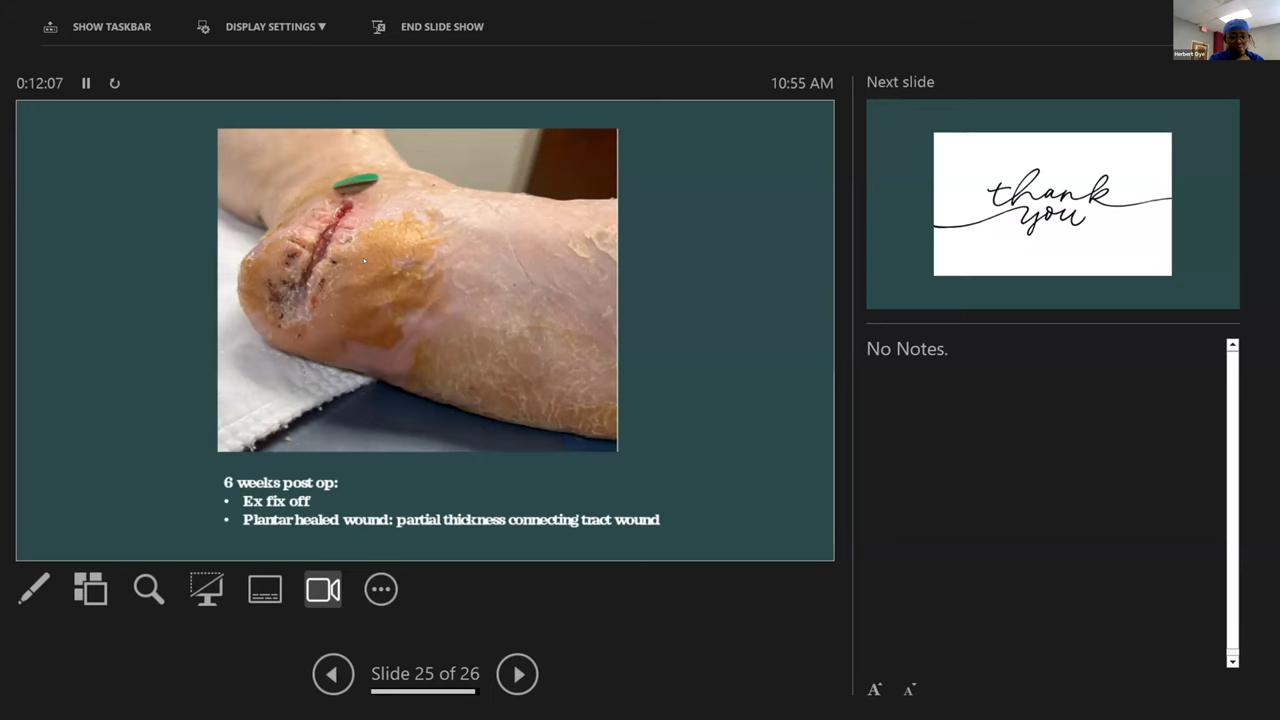 SHOW TASKBAR
DISPLAY SETTINGS ▼
END SLIDE SHOW
Herbert Oye
0:12:07
10:55 AM
Next slide
thank
you
No Notes.
6 weeks post op:
• Ex fix off
• Plantar healed wound: partial thickness connecting tract wound
Slide 25 of 26
A A